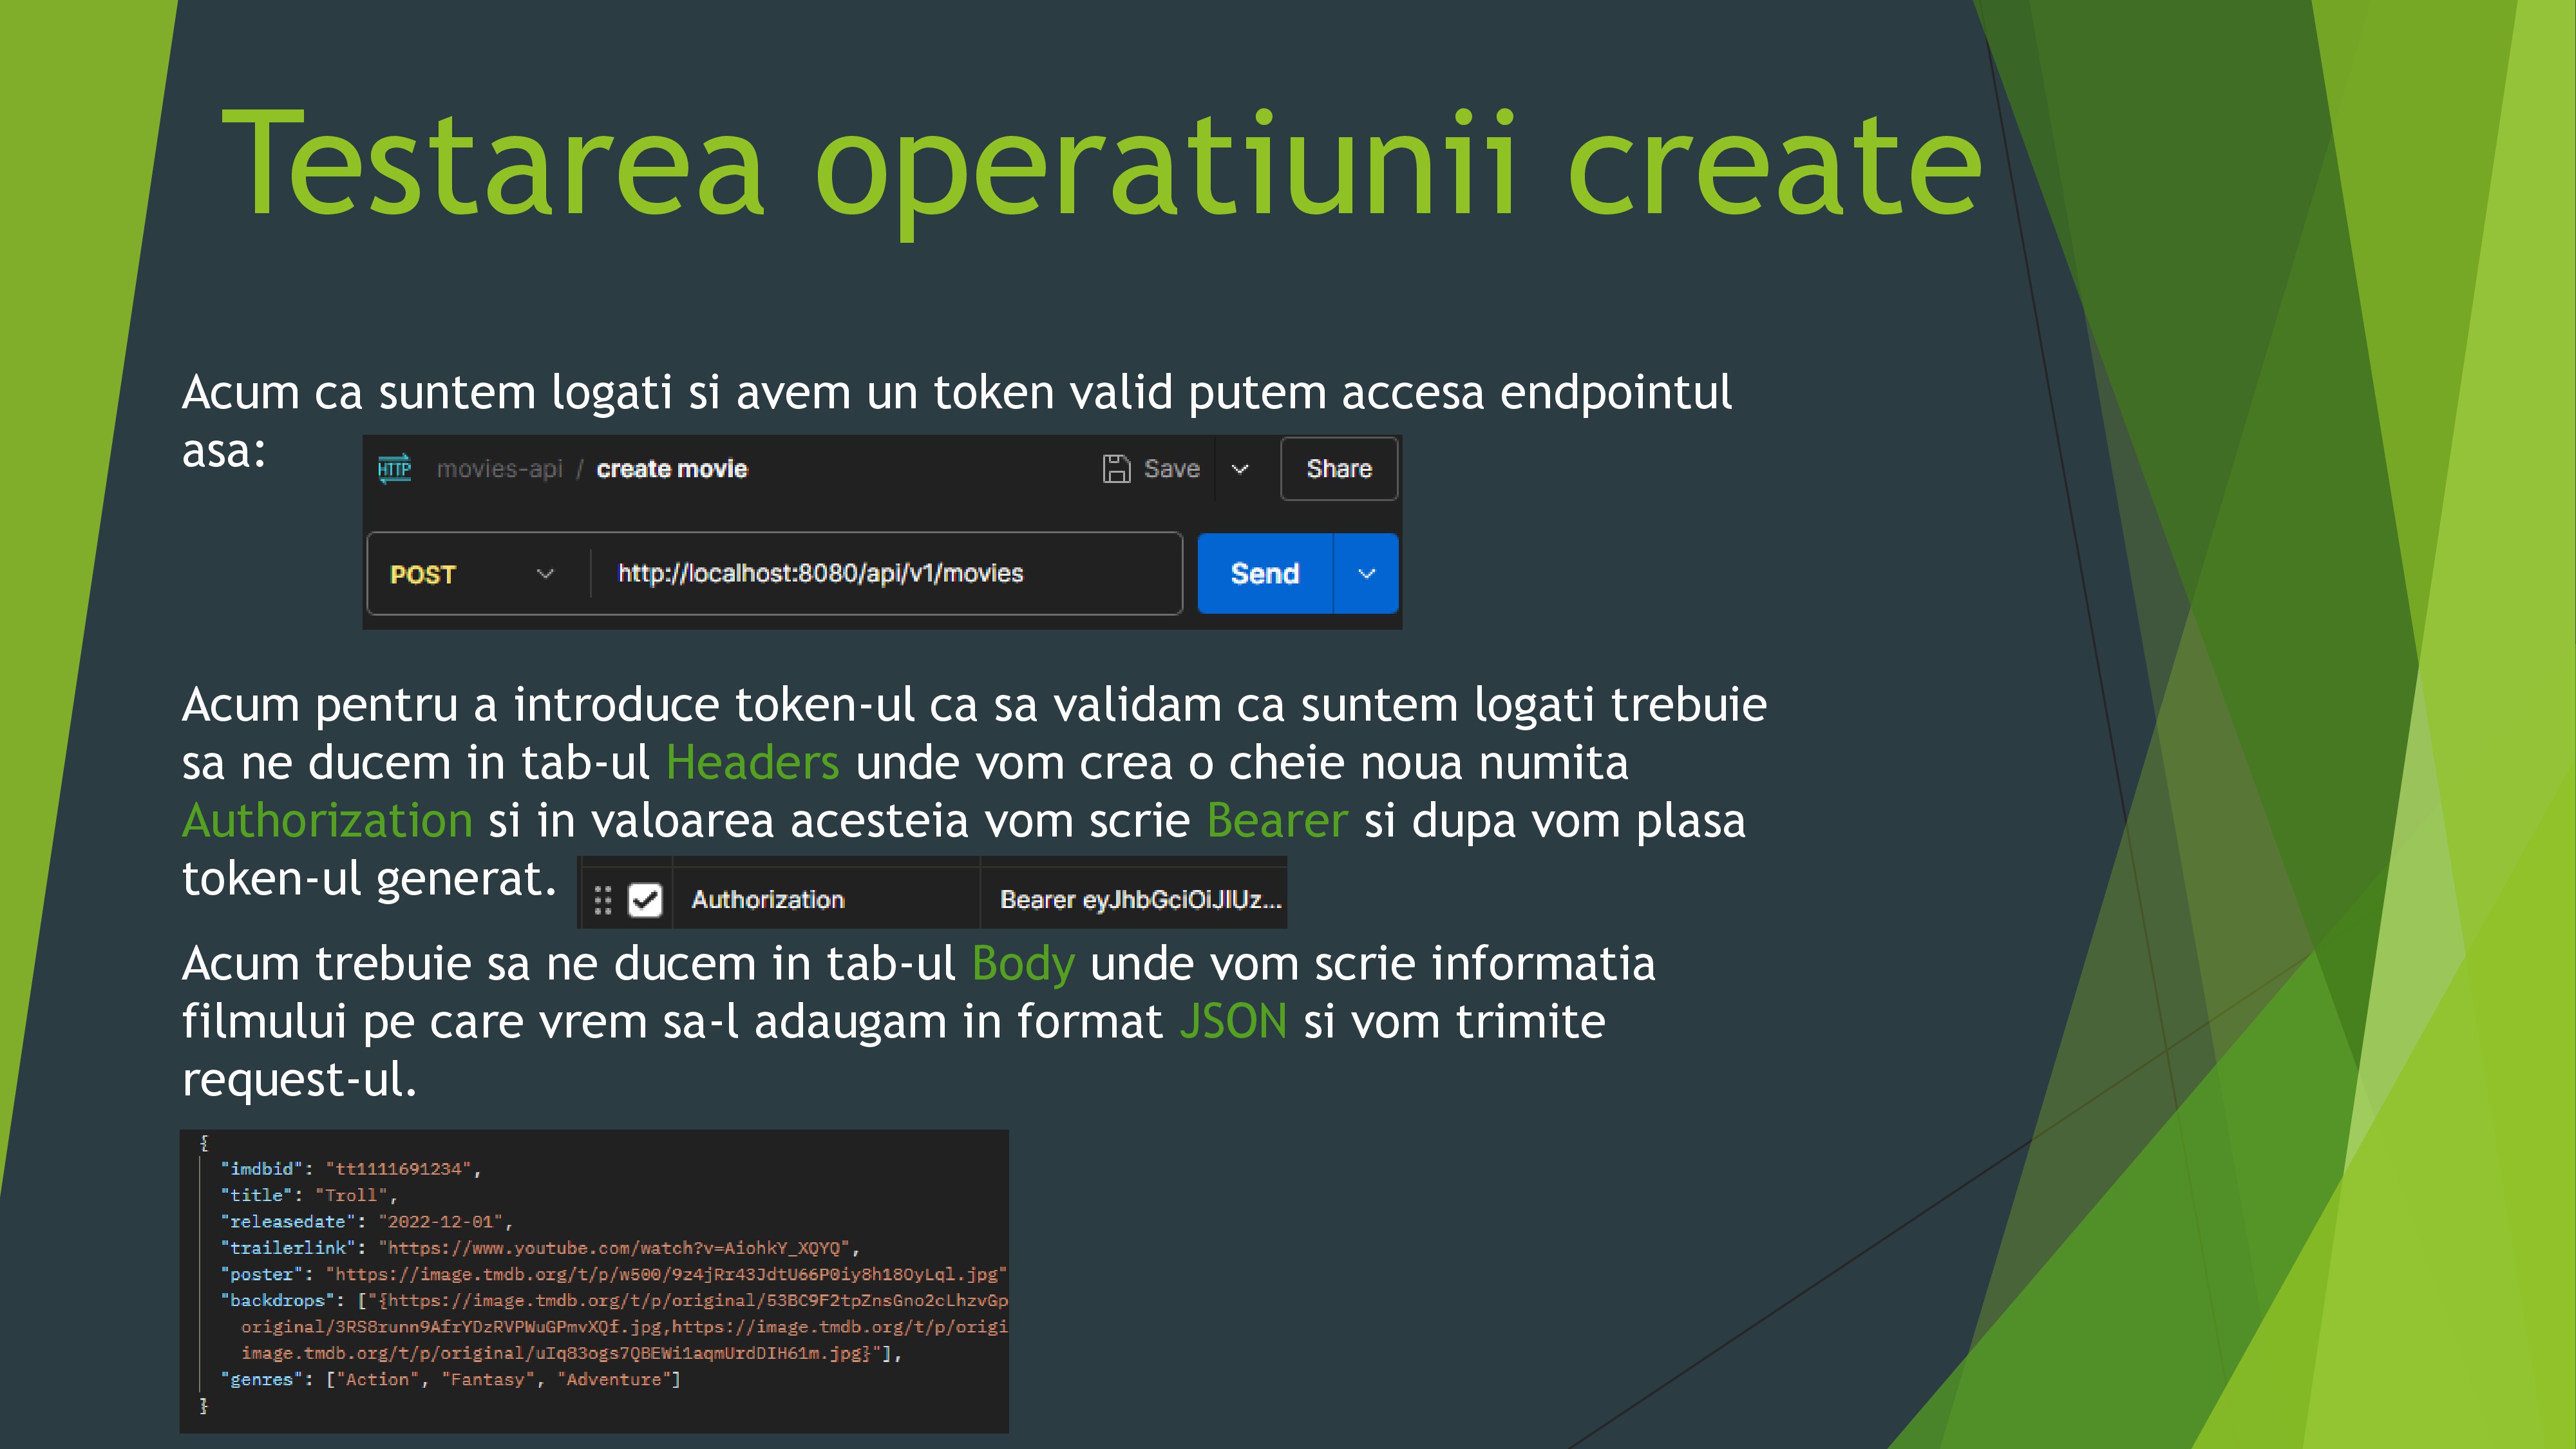 Testarea operatiunii create
Acum ca suntem logati si avem un token valid putem accesa endpointul
asa:
HTTP movies-api / create movie Save Share
POST http://localhost:8080/api/v1/movies Send
Acum pentru a introduce token-ul ca sa validam ca suntem logati trebuie
sa ne ducem in tab-ul Headers unde vom crea o cheie noua numita
Authorization si in valoarea acesteia vom scrie Bearer si dupa vom plasa
token-ul generat.
Authorization Bearer eyJhbGciOiJIUz...
Acum trebuie sa ne ducem in tab-ul Body unde vom scrie informatia
filmului pe care vrem sa-l adaugam in format JSON si vom trimite
request-ul.
{
"imdbid": "tt1111691234",
"title": "Troll",
"releasedate": "2022-12-01",
"trailerlink": "https://www.youtube.com/watch?v=AiohkY_XQYQ",
"poster": "https://image.tmdb.org/t/p/w500/9z4jRr43JdtU66P0iy8h18OyLql.jpg"
"backdrops": ["{https://image.tmdb.org/t/p/original/53BC9F2tpZnsGno2cLhzvGp
original/3RS8runn9AfrYDzRVPWuGPmvXQf.jpg,https://image.tmdb.org/t/p/origi
image.tmdb.org/t/p/original/uIq83ogs7QBEWi1aqmUrdDIH61m.jpg}"],
"genres": ["Action", "Fantasy", "Adventure"]
}